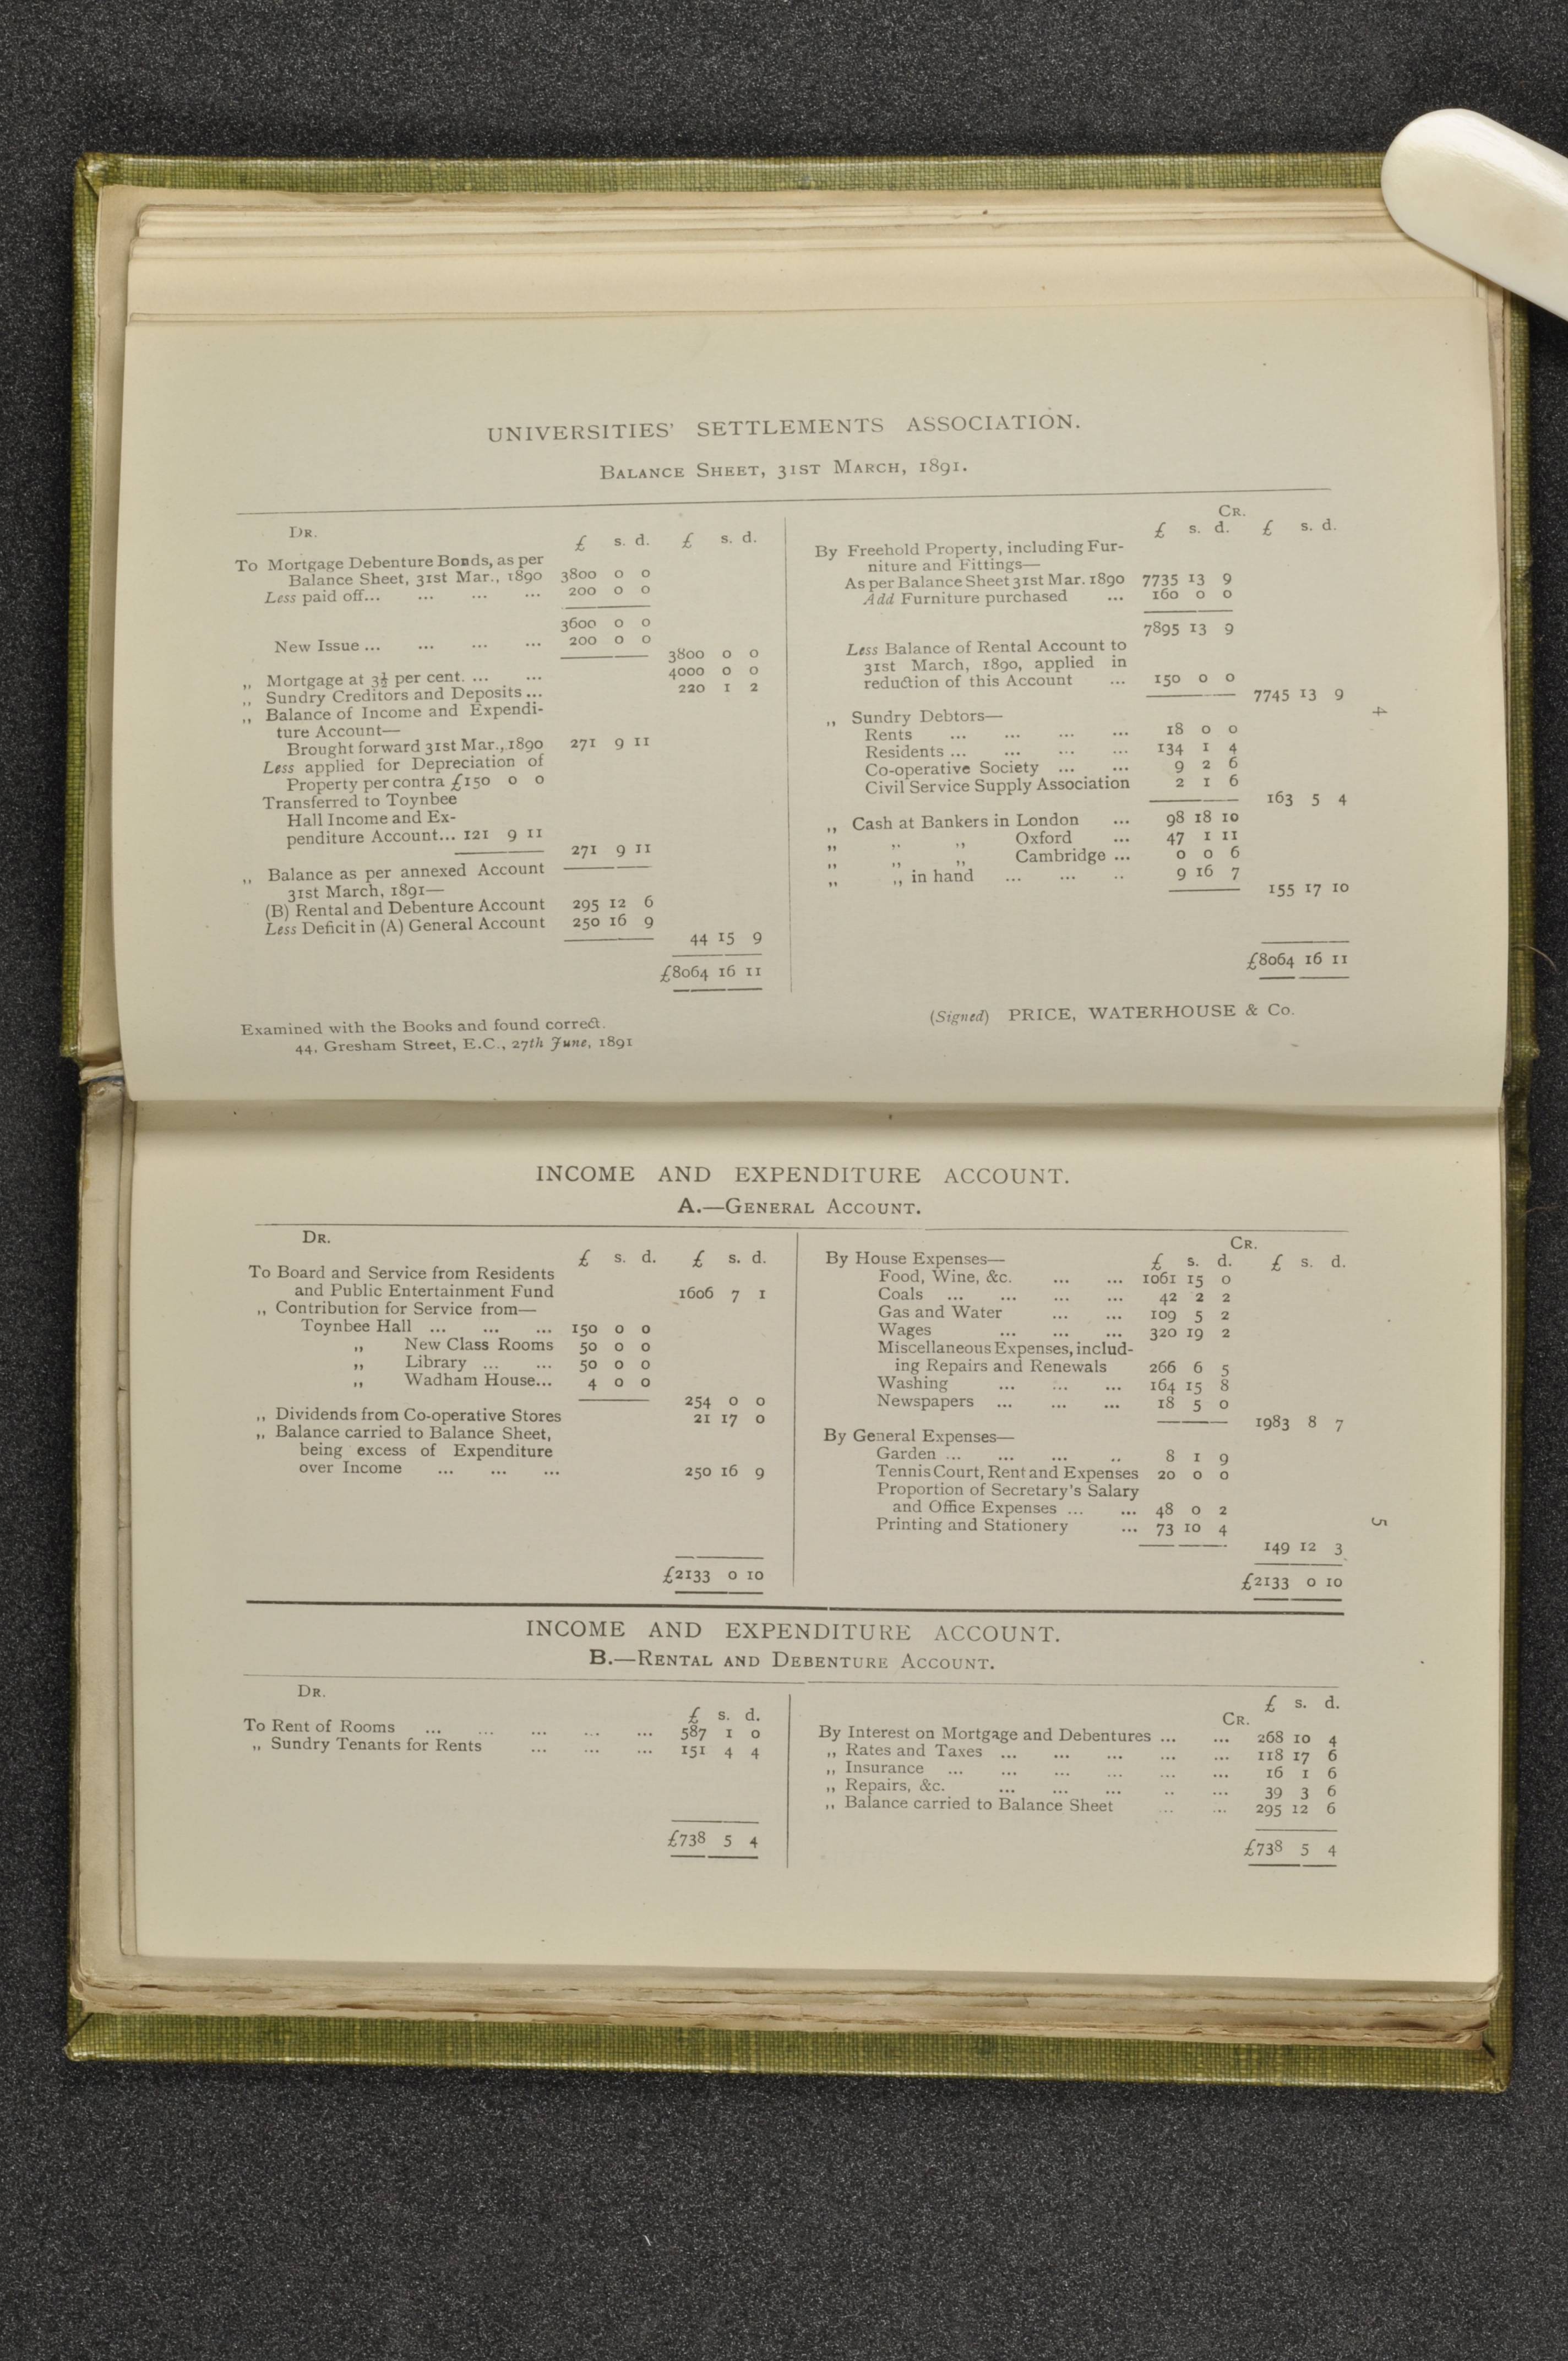 UNIVERSITIES' SETTLEMENTS ASSOCIATION.
BALANCE SHEET, 31ST MARCH, 1891.
DR.
£ s. d. £ s. d.
To Mortgage Debenture Bonds, as per
Balance Sheet, 31st Mar., 1890 3800 0 0
Less paid off... ... ... ... 200 0 0
3600 0 0
New Issue ... ... ... ... 200 0 0
3800 0 0
„ Mortgage at 3½ per cent. ... ... 4000 0 0
„ Sundry Creditors and Deposits ... 220 1 2
„ Balance of Income and Expendi-
ture Account—
Brought forward 31st Mar., 1890 271 9 11
Less applied for Depreciation of
Property per contra £150 0 0
Transferred to Toynbee
Hall Income and Ex-
penditure Account... 121 9 11
271 9 11
„ Balance as per annexed Account
31st March, 1891—
(B) Rental and Debenture Account 295 12 6
Less Deficit in (A) General Account 250 16 9
44 15 9
£8064 16 11
CR.
£ s. d. £ s. d.
By Freehold Property, including Fur-
niture and Fittings—
As per Balance Sheet 31st Mar. 1890 7735 13 9
Add Furniture purchased ... 160 0 0
7895 13 9
Less Balance of Rental Account to
31st March, 1890, applied in
reduction of this Account ... 150 0 0
7745 13 9
„ Sundry Debtors—
Rents ... ... ... ... 18 0 0
Residents ... ... ... ... 134 1 4
Co-operative Society ... ... 9 2 6
Civil Service Supply Association 2 1 6
163 5 4
„ Cash at Bankers in London ... 98 18 10
„ „ „ Oxford ... 47 1 11
„ „ „ Cambridge ... 0 0 6
„ „ in hand ... ... .. 9 16 7
155 17 10
£8064 16 11
4
Examined with the Books and found correct.
44, Gresham Street, E.C., 27th June, 1891
(Signed) PRICE, WATERHOUSE & Co.
INCOME AND EXPENDITURE ACCOUNT.
A.—GENERAL ACCOUNT.
DR.
£ s. d. £ s. d.
To Board and Service from Residents
and Public Entertainment Fund 1606 7 1
„ Contribution for Service from—
Toynbee Hall ... ... ... 150 0 0
„ New Class Rooms 50 0 0
„ Library ... ... 50 0 0
„ Wadham House... 4 0 0
254 0 0
„ Dividends from Co-operative Stores 21 17 0
„ Balance carried to Balance Sheet,
being excess of Expenditure
over Income ... ... ... 250 16 9
£2133 0 10
CR.
By House Expenses— £ s. d. £ s. d.
Food, Wine, &c. ... ... 1061 15 0
Coals ... ... ... ... 42 2 2
Gas and Water ... ... 109 5 2
Wages ... ... ... 320 19 2
Miscellaneous Expenses, includ-
ing Repairs and Renewals 266 6 5
Washing ... ... ... 164 15 8
Newspapers ... ... ... 18 5 0
1983 8 7
By General Expenses—
Garden ... ... ... .. 8 1 9
Tennis Court, Rent and Expenses 20 0 0
Proportion of Secretary's Salary
and Office Expenses ... ... 48 0 2
Printing and Stationery ... 73 10 4
149 12 3
£2133 0 10
5
INCOME AND EXPENDITURE ACCOUNT.
B.—RENTAL AND DEBENTURE ACCOUNT.
DR.
£ s. d.
To Rent of Rooms ... ... ... ... ... 587 1 0
„ Sundry Tenants for Rents ... ... ... 151 4 4
£738 5 4
£ s. d.
CR.
By Interest on Mortgage and Debentures ... ... 268 10 4
„ Rates and Taxes ... ... ... ... ... 118 17 6
„ Insurance ... ... ... ... ... ... 16 1 6
„ Repairs, &c. ... ... ... .. ... 39 3 6
„ Balance carried to Balance Sheet ... ... 295 12 6
£738 5 4